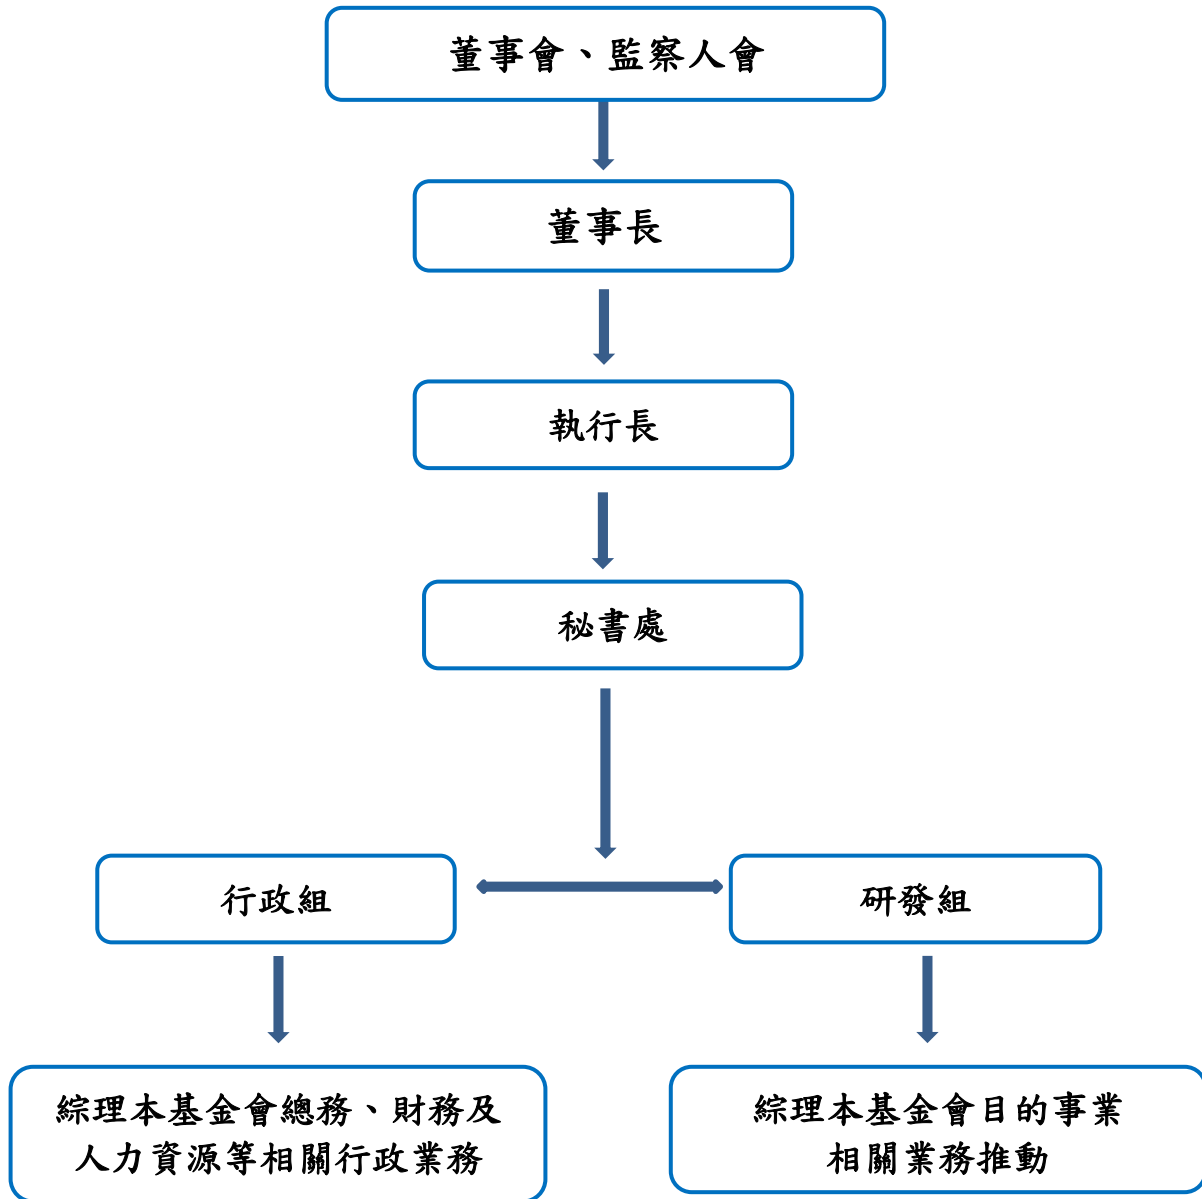 董事會、監察人會
董事長
執行長
秘書處
行政組
研發組
綜理本基金會總務、財務及
人力資源等相關行政業務
綜理本基金會目的事業
相關業務推動